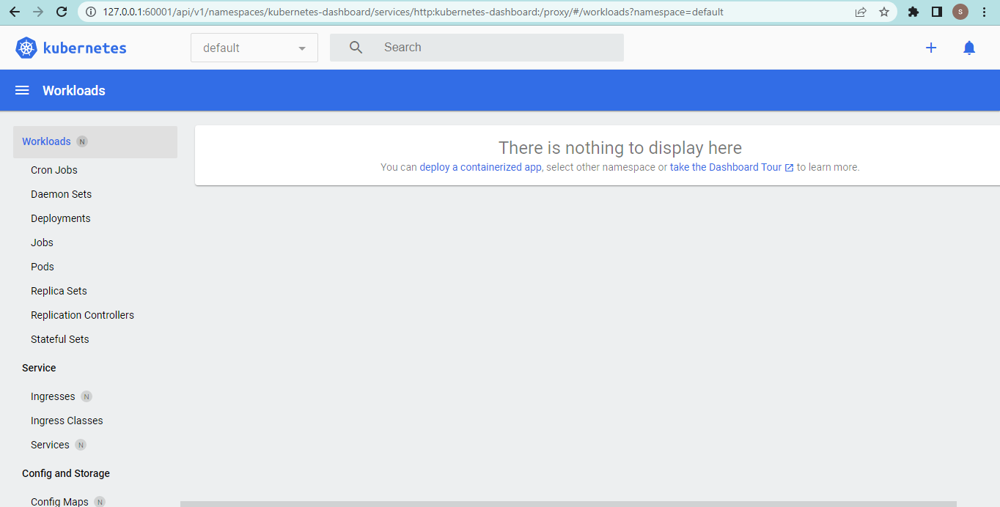 127.0.0.1:60001/api/v1/namespaces/kubernetes-dashboard/services/http:kubernetes-dashboard:/proxy/#/workloads?namespace=default
S
kubernetes
default
Search
Workloads
Workloads N
Cron Jobs
Daemon Sets
Deployments
Jobs
Pods
Replica Sets
Replication Controllers
Stateful Sets
Service
Ingresses N
Ingress Classes
Services N
Config and Storage
Config Maps N
There is nothing to display here
You can deploy a containerized app, select other namespace or take the Dashboard Tour to learn more.